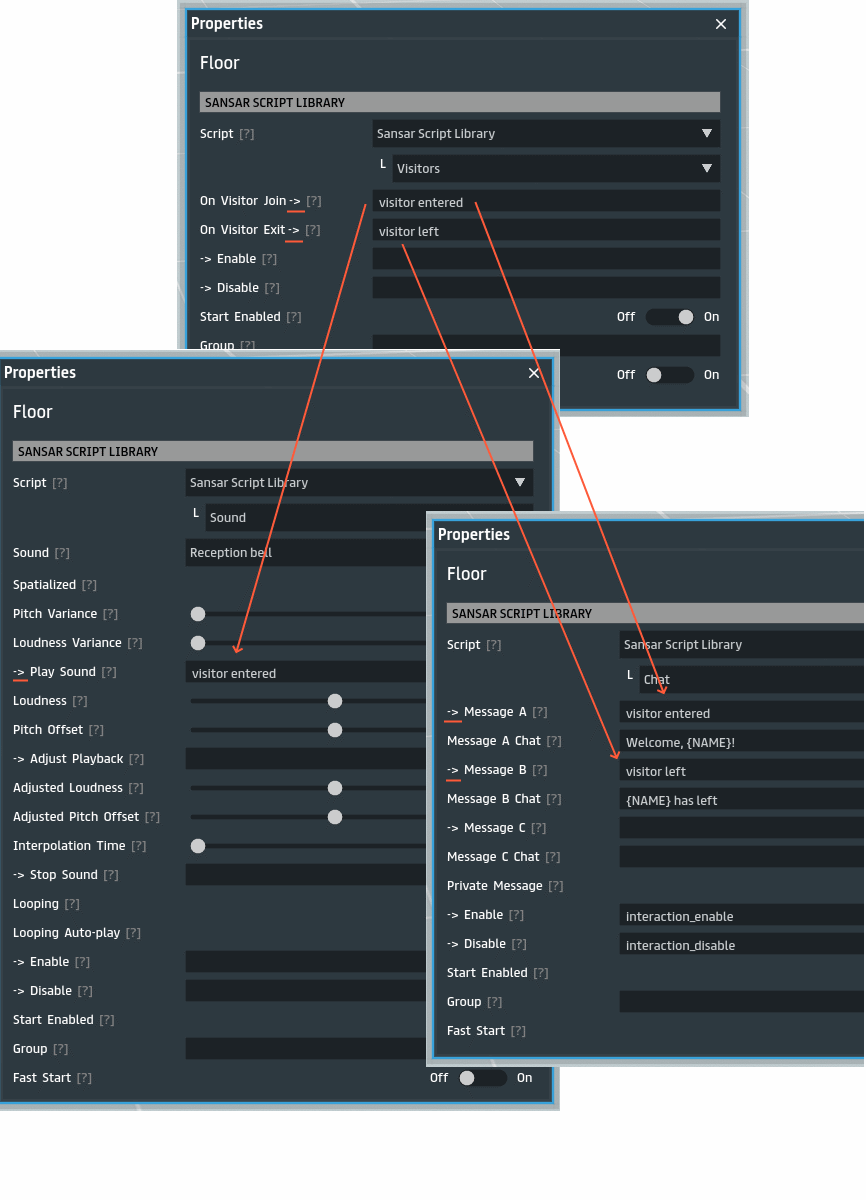 Properties
Floor
SANSAR SCRIPT LIBRARY
Script [?] Sansar Script Library
Visitors
On Visitor Join -> [?] visitor entered
On Visitor Exit -> [?] visitor left
-> Enable [?]
-> Disable [?]
Start Enabled [?] Off On
Group [?]
Off On
Properties
Floor
SANSAR SCRIPT LIBRARY
Script [?] Sansar Script Library
Sound
Sound [?] Reception bell
Spatialized [?]
Pitch Variance [?]
Loudness Variance [?]
-> Play Sound [?] visitor entered
Loudness [?]
Pitch Offset [?]
-> Adjust Playback [?]
Adjusted Loudness [?]
Adjusted Pitch Offset [?]
Interpolation Time [?]
-> Stop Sound [?]
Looping [?]
Looping Auto-play [?]
-> Enable [?]
-> Disable [?]
Start Enabled [?]
Group [?]
Fast Start [?] Off On
Properties
Floor
SANSAR SCRIPT LIBRARY
Script [?] Sansar Script Library
Chat
-> Message A [?] visitor entered
Message A Chat [?] Welcome, {NAME}!
-> Message B [?] visitor left
Message B Chat [?] {NAME} has left
-> Message C [?]
Message C Chat [?]
Private Message [?]
-> Enable [?] interaction_enable
-> Disable [?] interaction_disable
Start Enabled [?]
Group [?]
Fast Start [?]